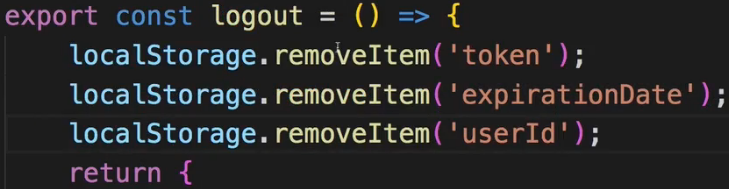 export const logout = () => {
    localStorage.removeItem('token');
    localStorage.removeItem('expirationDate');
    localStorage.removeItem('userId');
    return {